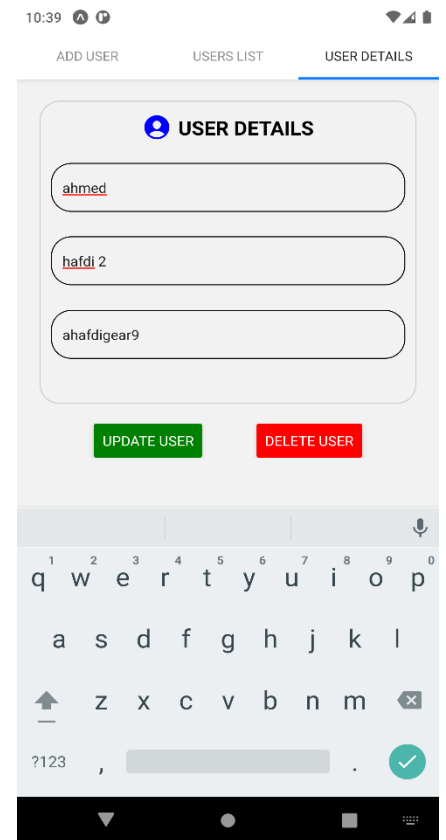 10:39
ADD USER USERS LIST USER DETAILS
USER DETAILS
ahmed
hafdi 2
ahafdigear9
UPDATE USER DELETE USER
1 2 3 4 5 6 7 8 9 0
q w e r t y u i o p
a s d f g h j k l
z x c v b n m
?123 , .